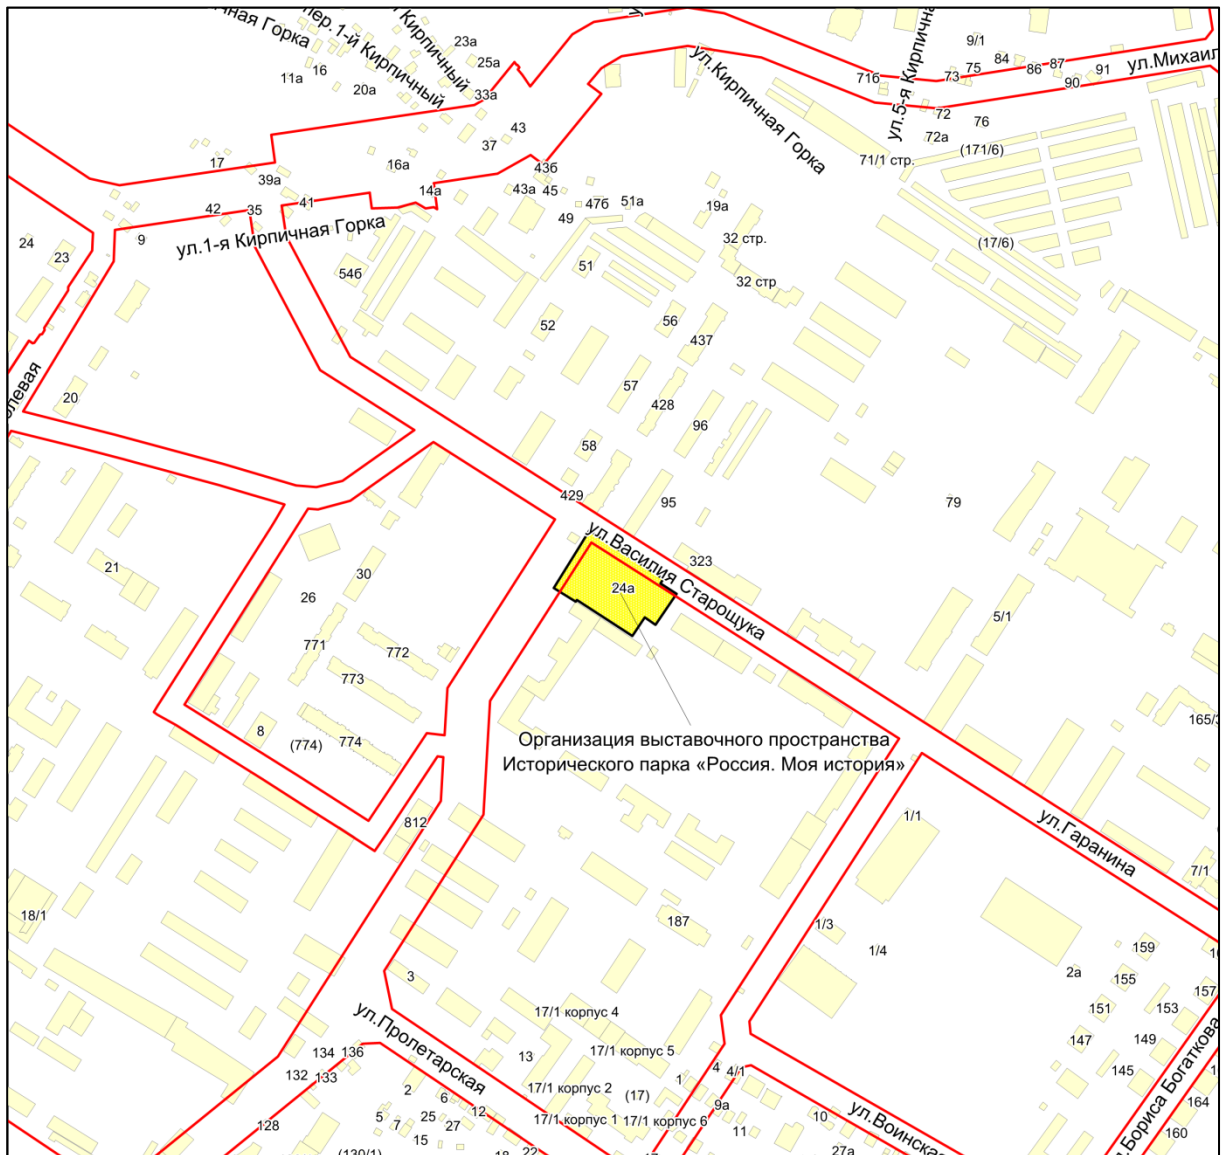 23а
9/1
25а
84
75
87
16
11а
73
86
91
ул.Михаил
71б
90
20а
33а
пер. 1-й Кирпичный
Кирпичный
ул.Кирпичная Горка
72
76
43
72а
37
(171/6)
71/1 стр.
17
16а
43б
39а
14а
43а
45
41
47б
51а
42
35
19а
49
9
ул.1-я Кирпичная Горка
24
32 стр.
(17/6)
23
51
54б
32 стр
52
56
437
57
20
428
96
58
429
95
79
ул.Василия Старощука
323
21
30
24а
26
5/1
771
772
773
165/3
8
(774)
774
Организация выставочного пространства
Исторического парка «Россия. Моя история»
812
1/1
ул.Гаранина
7/1
18/1
187
1/3
159
1/4
2а
155
3
157
153
151
ул.Пролетарская
17/1 корпус 4
147
149
134
136
13
17/1 корпус 5
132
133
4
4/1
145
2
17/1 корпус 2
1
(17)
6
9а
164
12
5
25
10
ул.Воинская
128
7
27
17/1 корпус 1
17/1 корпус 6
11
160
15
22
27а
(130/1)
18
.Бориса Богаткова